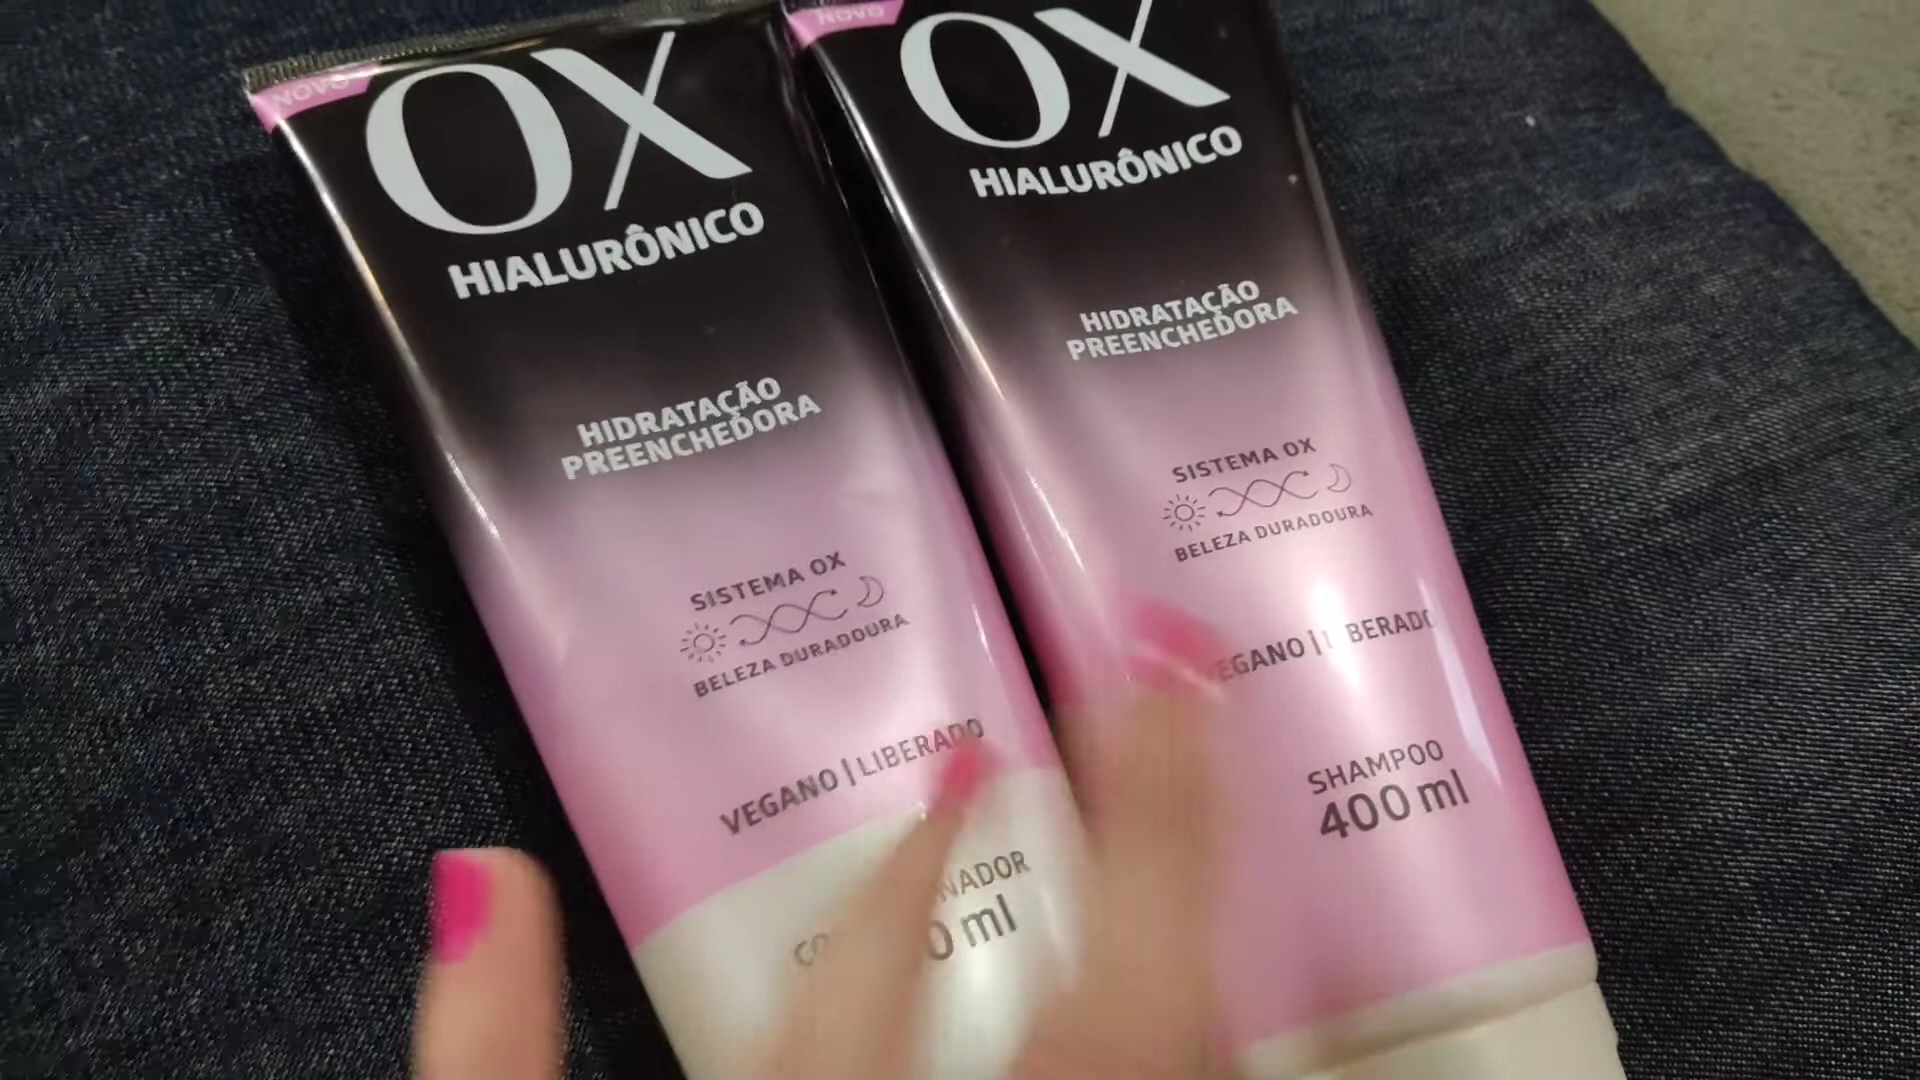 NOVO
OX
HIALURÔNICO
HIDRATAÇÃO
PREENCHEDORA
SISTEMA OX
BELEZA DURADOURA
VEGANO | LIBERADO
ml
NOVO
OX
HIALURÔNICO
HIDRATAÇÃO
PREENCHEDORA
SISTEMA OX
BELEZA DURADOURA
SHAMPOO
400 ml